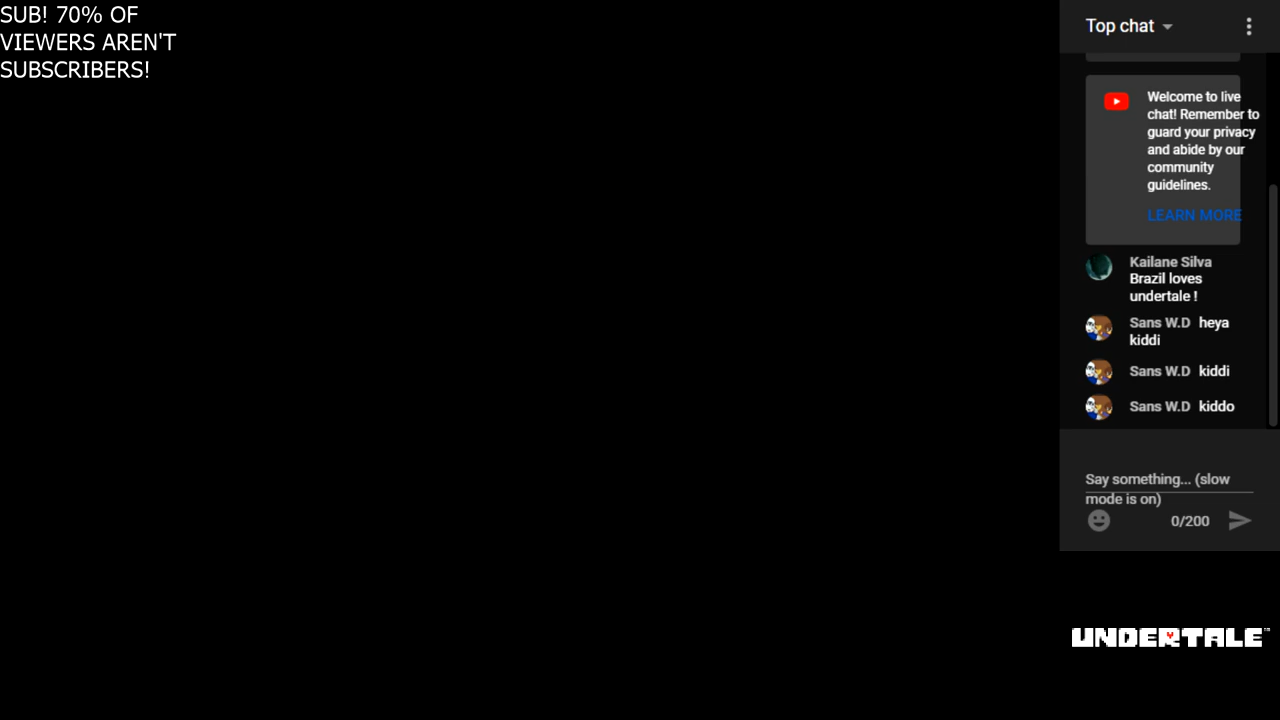 SUB! 70% OF
VIEWERS AREN'T
SUBSCRIBERS!
Top chat
Welcome to live
chat! Remember to
guard your privacy
and abide by our
community
guidelines.
LEARN MORE
Kailane Silva
Brazil loves
undertale !
Sans W.D heya
kiddi
Sans W.D kiddi
Sans W.D kiddo
Say something... (slow
mode is on)
0/200
UNDERTALE™